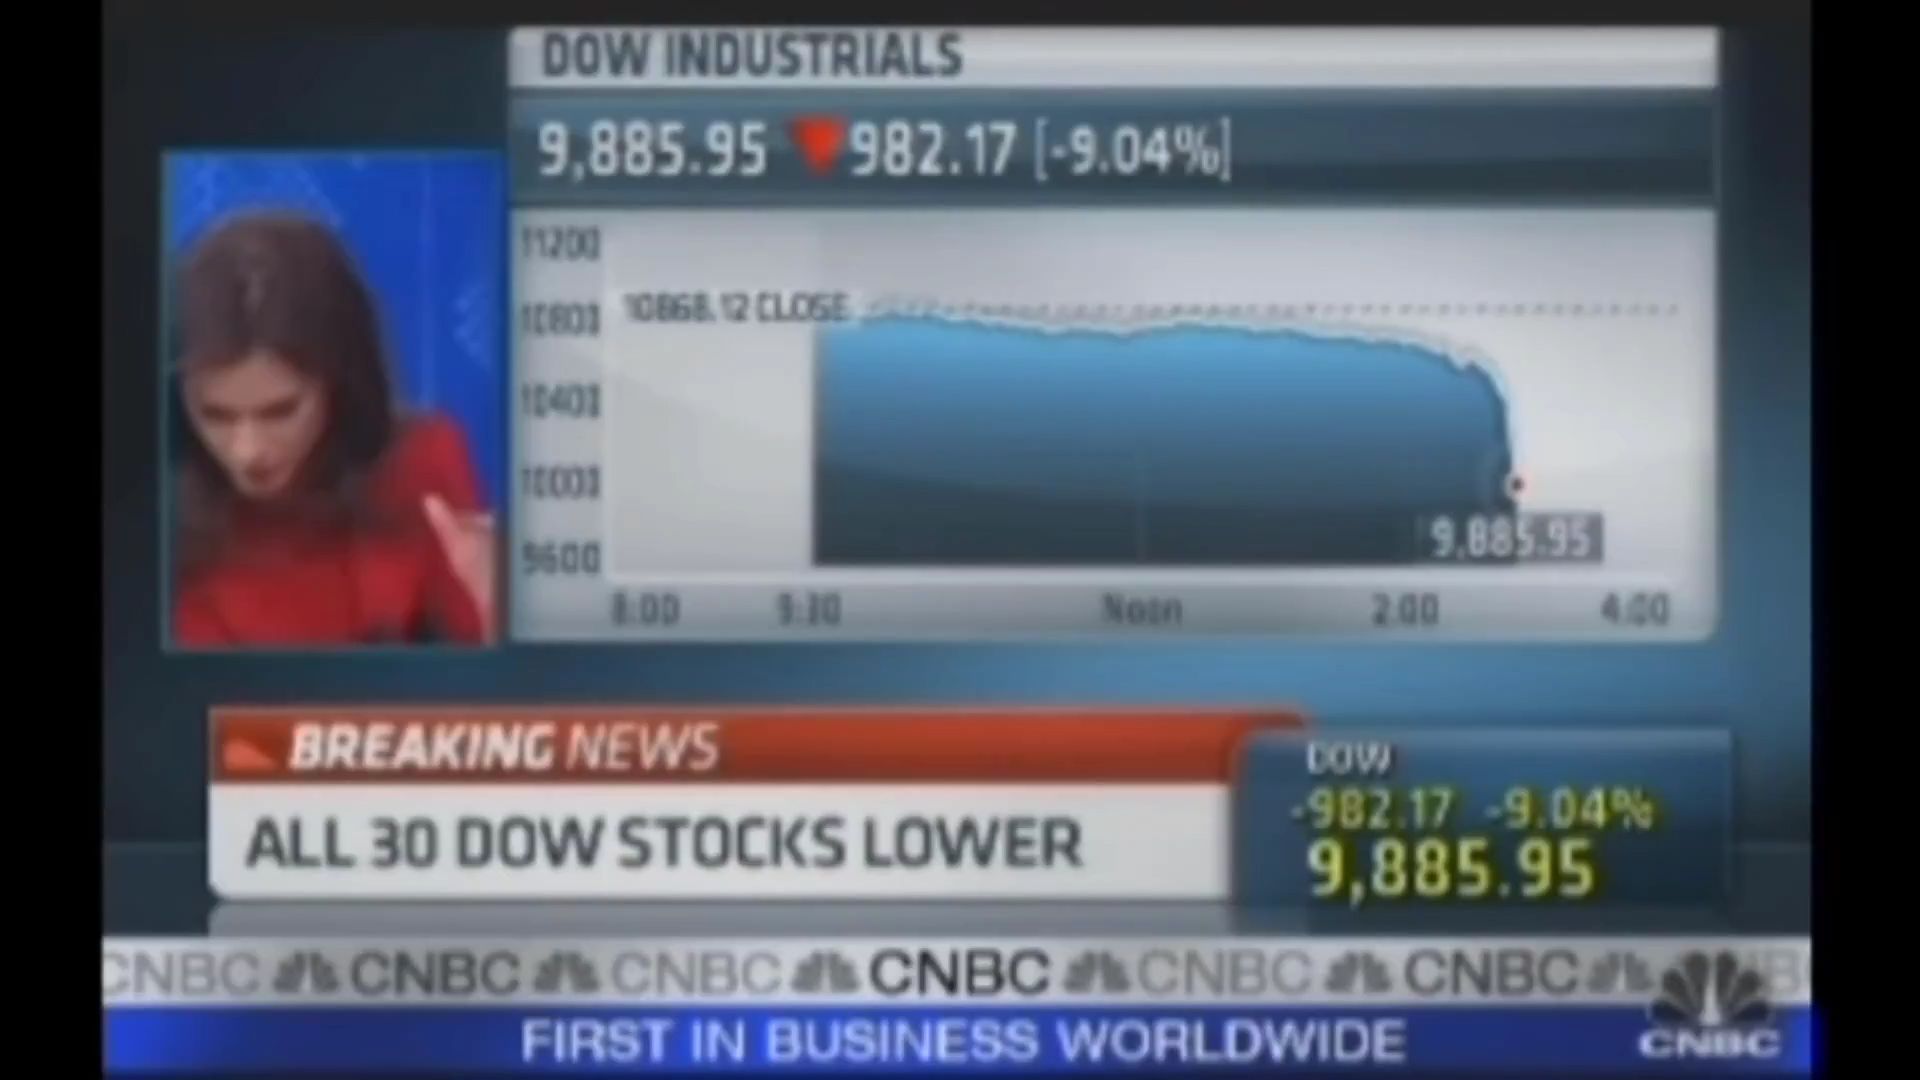 DOW INDUSTRIALS
9,885.95 ▼982.17 [-9.04%]
11200
10800
10400
10000
9600
10868.12 CLOSE
9,885.95
8:00 9:30 Noon 2:00 4:00
BREAKING NEWS
ALL 30 DOW STOCKS LOWER
DOW
-982.17 -9.04%
9,885.95
CNBC CNBC CNBC CNBC CNBC CNBC
FIRST IN BUSINESS WORLDWIDE
CNBC